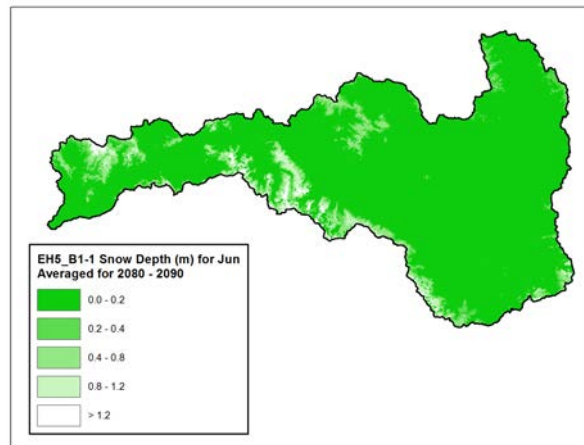 EH5_B1-1 Snow Depth (m) for Jun
Averaged for 2080 - 2090
0.0 - 0.2
0.2 - 0.4
0.4 - 0.8
0.8 - 1.2
> 1.2